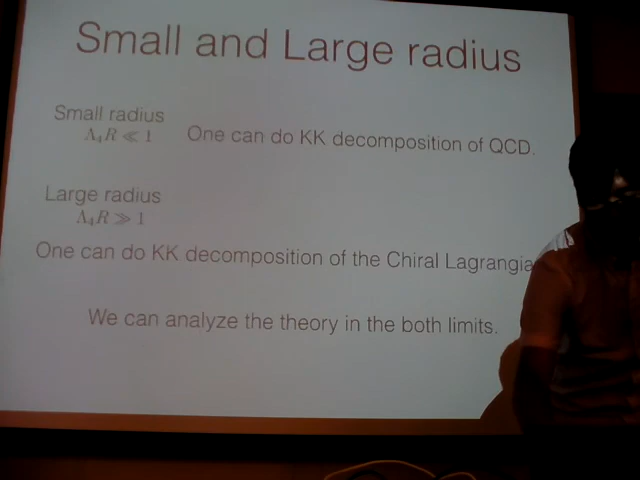 Small and Large radius
Small radius
Λ₄R ≪ 1
One can do KK decomposition of QCD.
Large radius
Λ₄R ≫ 1
One can do KK decomposition of the Chiral Lagrangia
We can analyze the theory in the both limits.